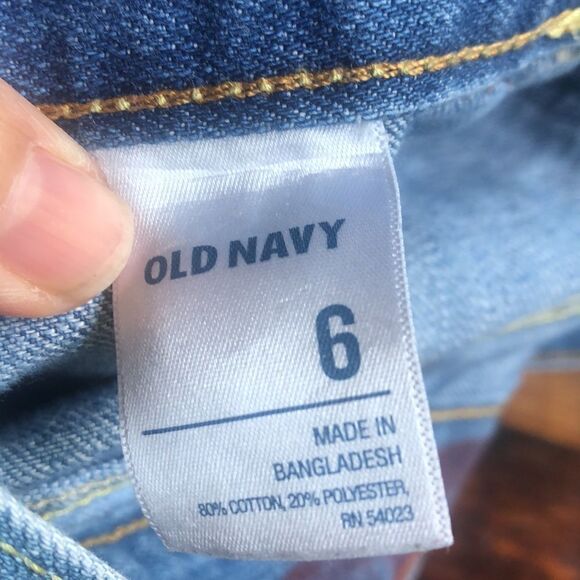 OLD NAVY
6
MADE IN
BANGLADESH
80% COTTON, 20% POLYESTER,
RN 54023